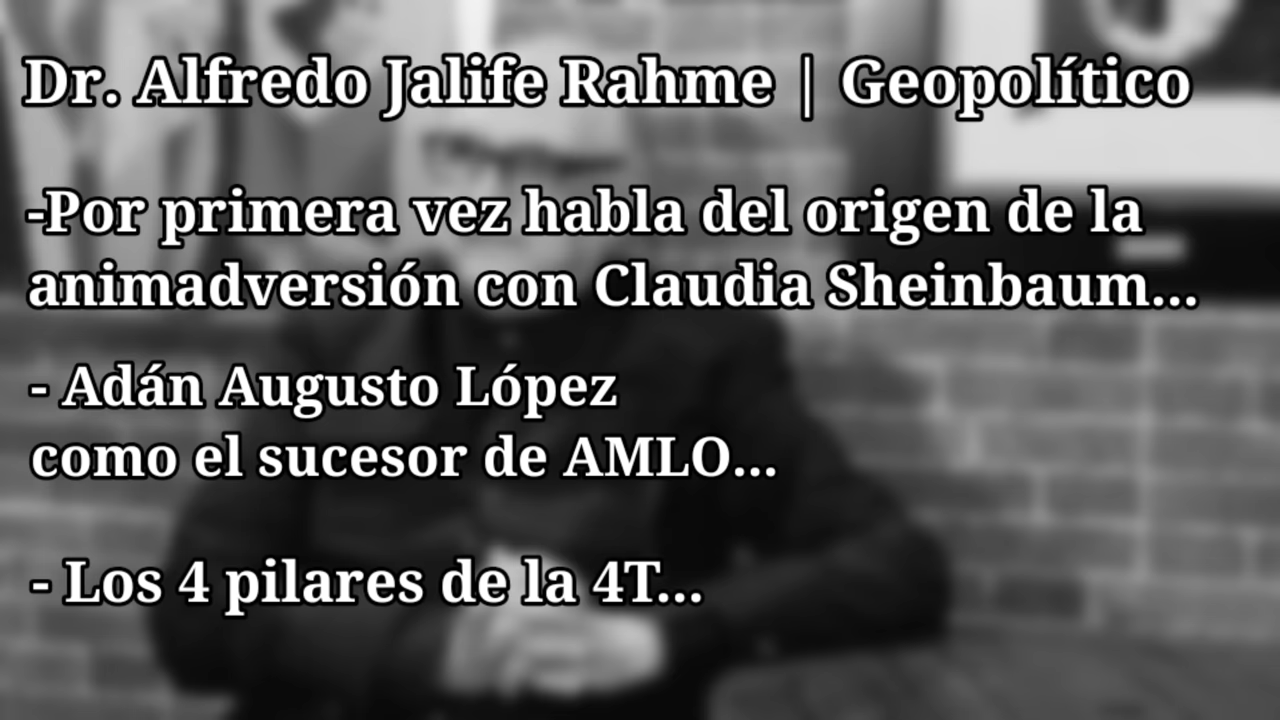 Dr. Alfredo Jalife Rahme | Geopolítico
-Por primera vez habla del origen de la
animadversión con Claudia Sheinbaum...
- Adán Augusto López
como el sucesor de AMLO...
- Los 4 pilares de la 4T...